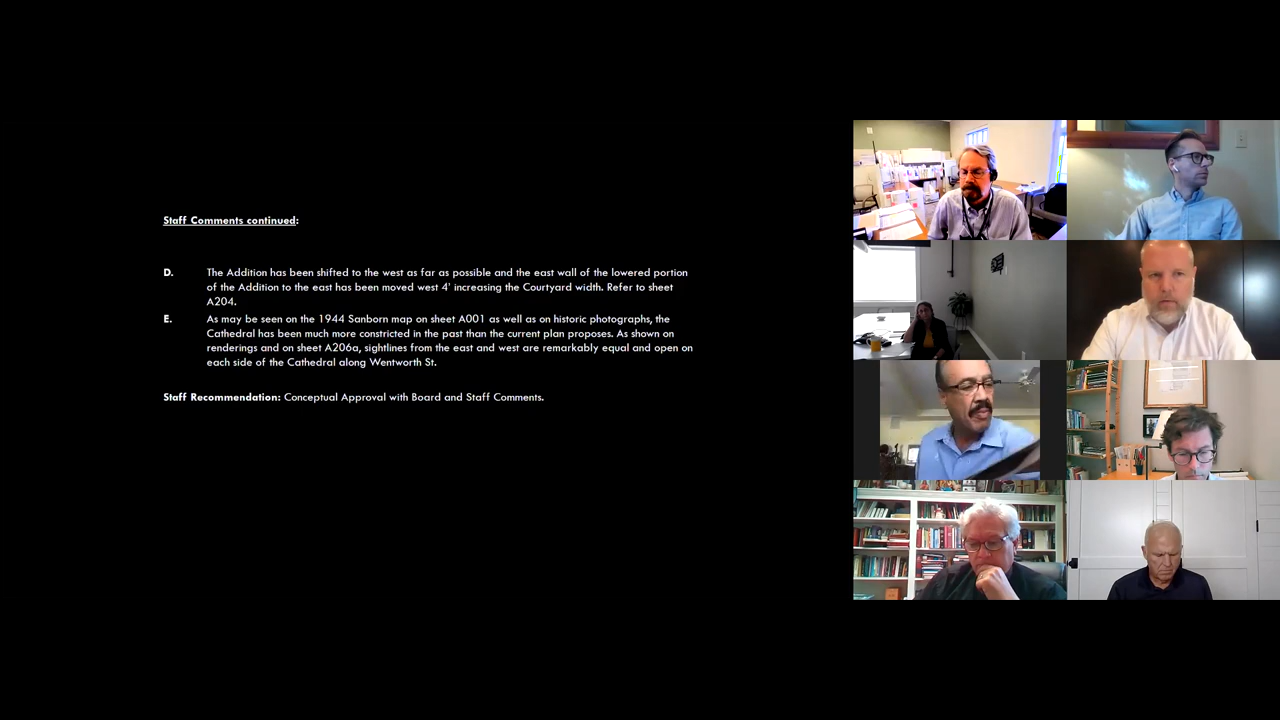 Staff Comments continued:
D. The Addition has been shifted to the west as far as possible and the east wall of the lowered portion
of the Addition to the east has been moved west 4' increasing the Courtyard width. Refer to sheet
A204.
E. As may be seen on the 1944 Sanborn map on sheet A001 as well as on historic photographs, the
Cathedral has been much more constricted in the past than the current plan proposes. As shown on
renderings and on sheet A206a, sightlines from the east and west are remarkably equal and open on
each side of the Cathedral along Wentworth St.
Staff Recommendation: Conceptual Approval with Board and Staff Comments.